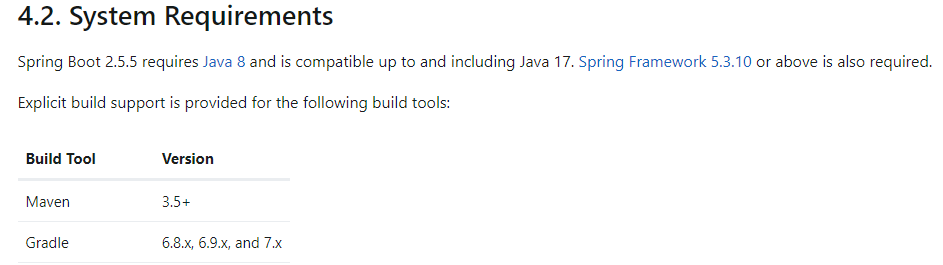 4.2. System Requirements
Spring Boot 2.5.5 requires Java 8 and is compatible up to and including Java 17. Spring Framework 5.3.10 or above is also required.
Explicit build support is provided for the following build tools:
Build Tool Version
Maven 3.5+
Gradle 6.8.x, 6.9.x, and 7.x